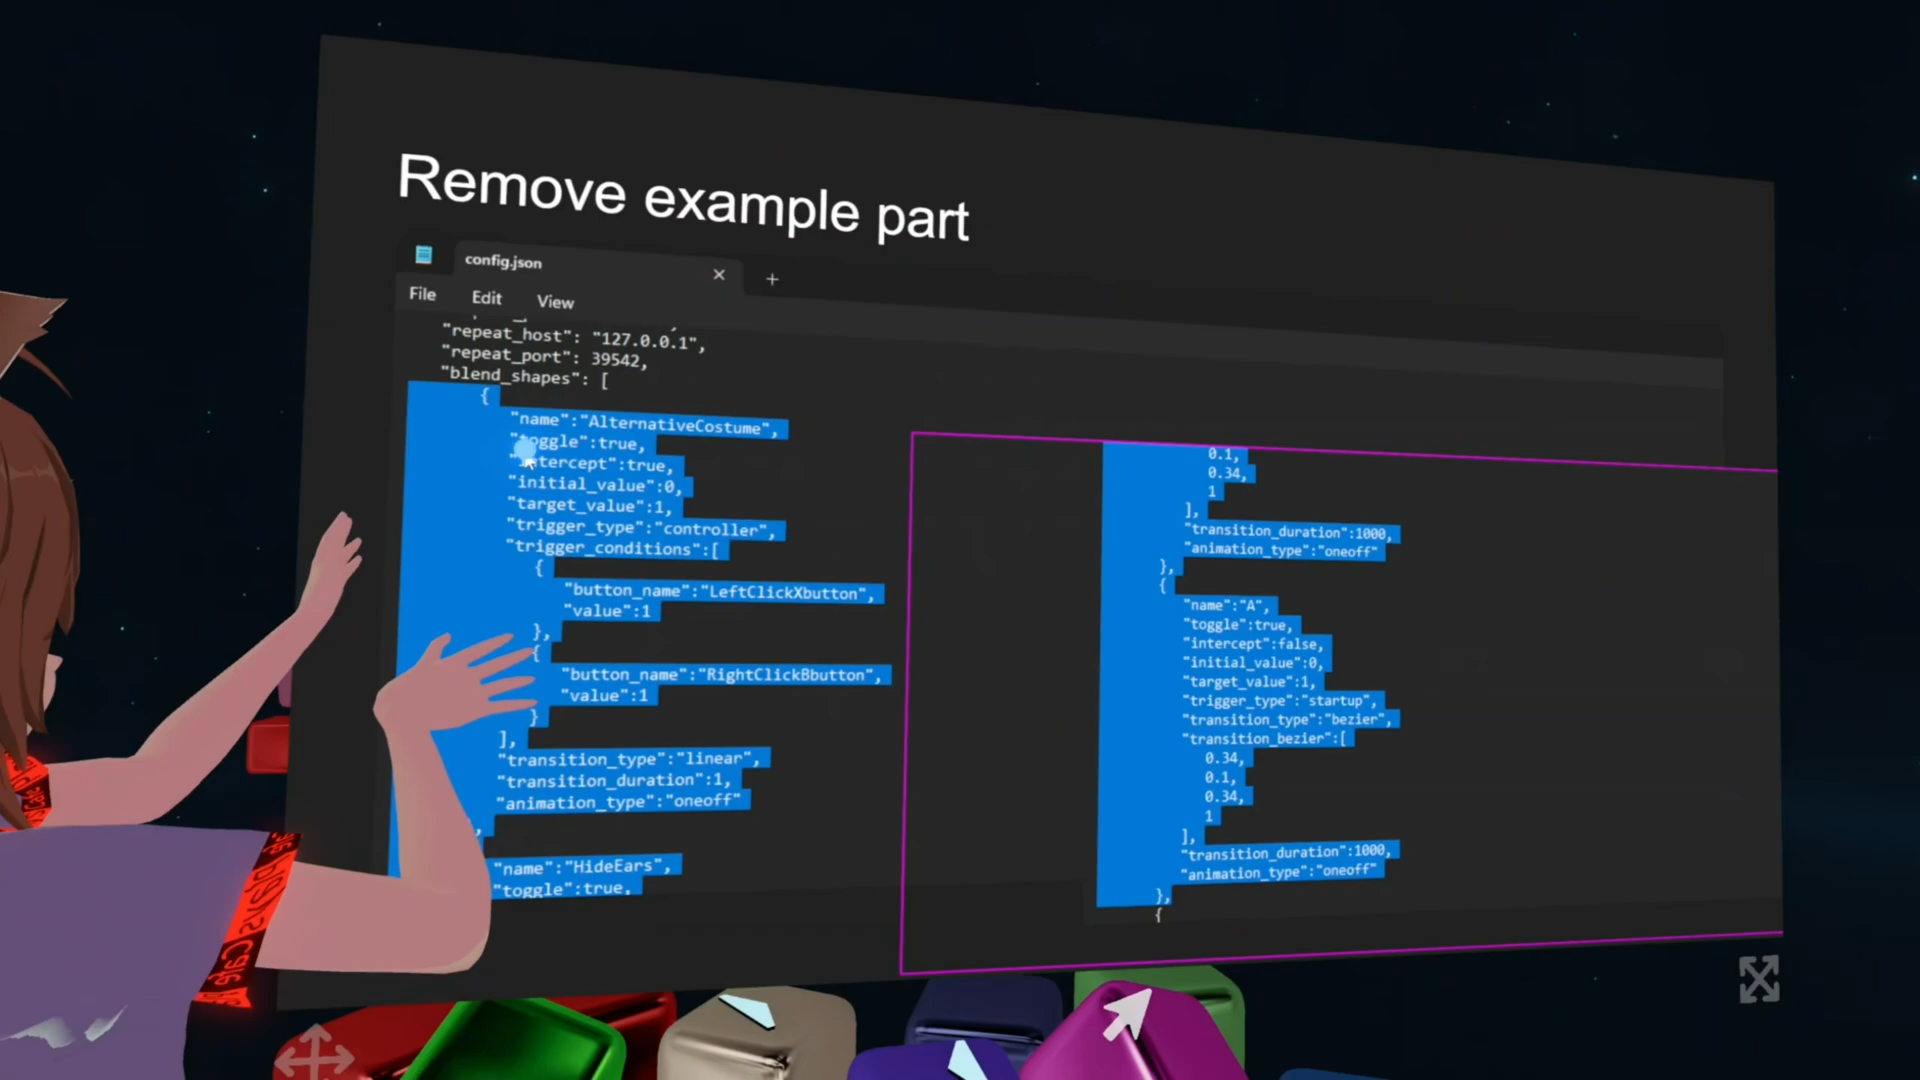 Remove example part
config.json
File Edit View
"repeat_host": "127.0.0.1",
"repeat_port": 39542,
"blend_shapes": [
{
"name":"AlternativeCostume",
"toggle":true,
"intercept":true,
"initial_value":0,
"target_value":1,
"trigger_type":"controller",
"trigger_conditions":[
{
"button_name":"LeftClickXbutton",
"value":1
},
{
"button_name":"RightClickBbutton",
"value":1
}
],
"transition_type":"linear",
"transition_duration":1,
"animation_type":"oneoff"
,
"name":"HideEars",
"toggle":true,
0.1,
0.34,
1
],
"transition_duration":1000,
"animation_type":"oneoff"
},
{
"name":"A",
"toggle":true,
"intercept":false,
"initial_value":0,
"target_value":1,
"trigger_type":"startup",
"transition_type":"bezier",
"transition_bezier":[
0.34,
0.1,
0.34,
1
],
"transition_duration":1000,
"animation_type":"oneoff"
},
{